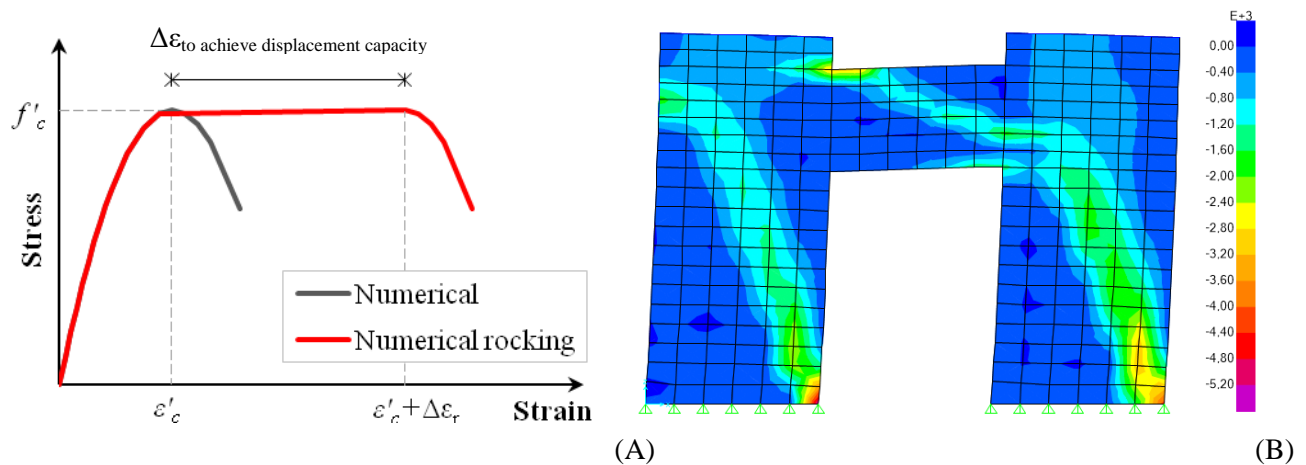 Δε to achieve displacement capacity
f'c
Stress
Numerical
Numerical rocking
ε'c
ε'c+Δεr
Strain
(A)
E+3
0.00
-0.40
-0.80
-1.20
-1.60
-2.00
-2.40
-2.80
-3.20
-3.60
-4.00
-4.40
-4.80
-5.20
(B)